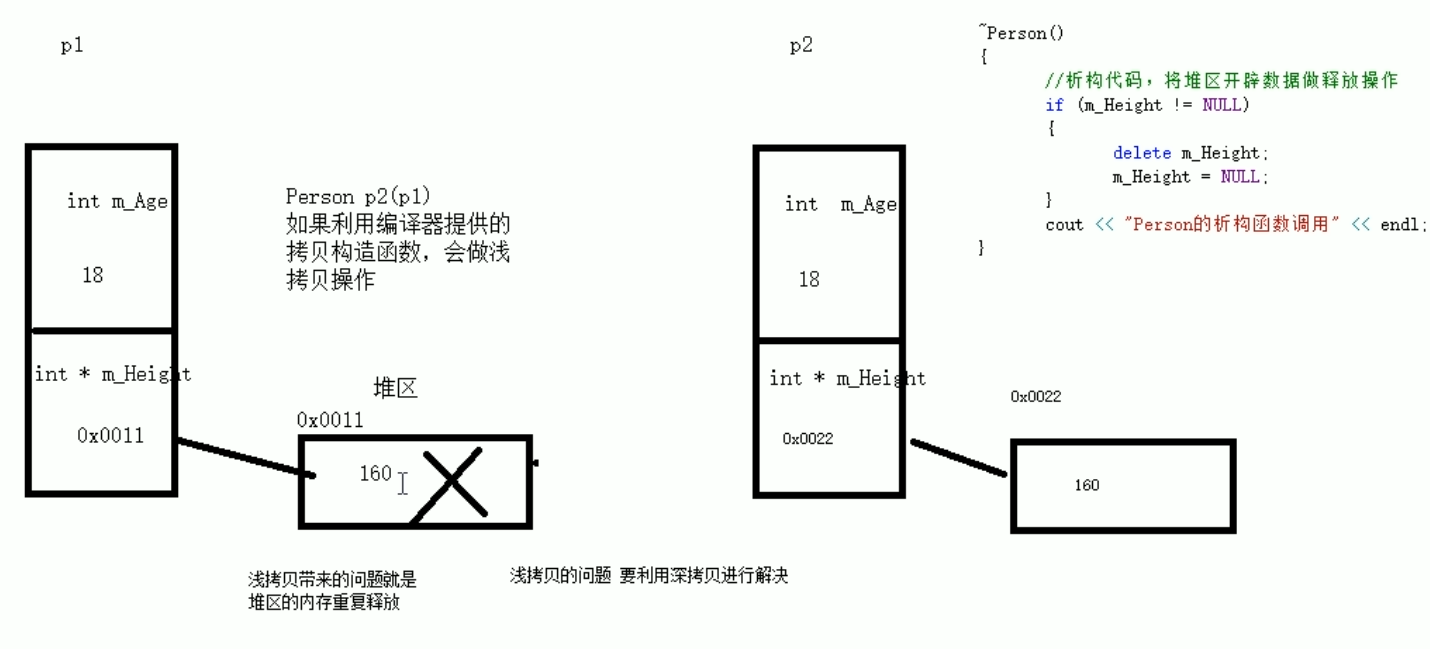 p1
int m_Age
18
int * m_Height
0x0011
Person p2(p1)
如果利用编译器提供的
拷贝构造函数，会做浅
拷贝操作
堆区
0x0011
160
浅拷贝带来的问题就是
堆区的内存重复释放
浅拷贝的问题 要利用深拷贝进行解决
p2
int  m_Age
18
int * m_Height
0x0022
0x0022
160
~Person()
{
//析构代码，将堆区开辟数据做释放操作
if (m_Height != NULL)
{
delete m_Height;
m_Height = NULL;
}
cout << "Person的析构函数调用" << endl;
}